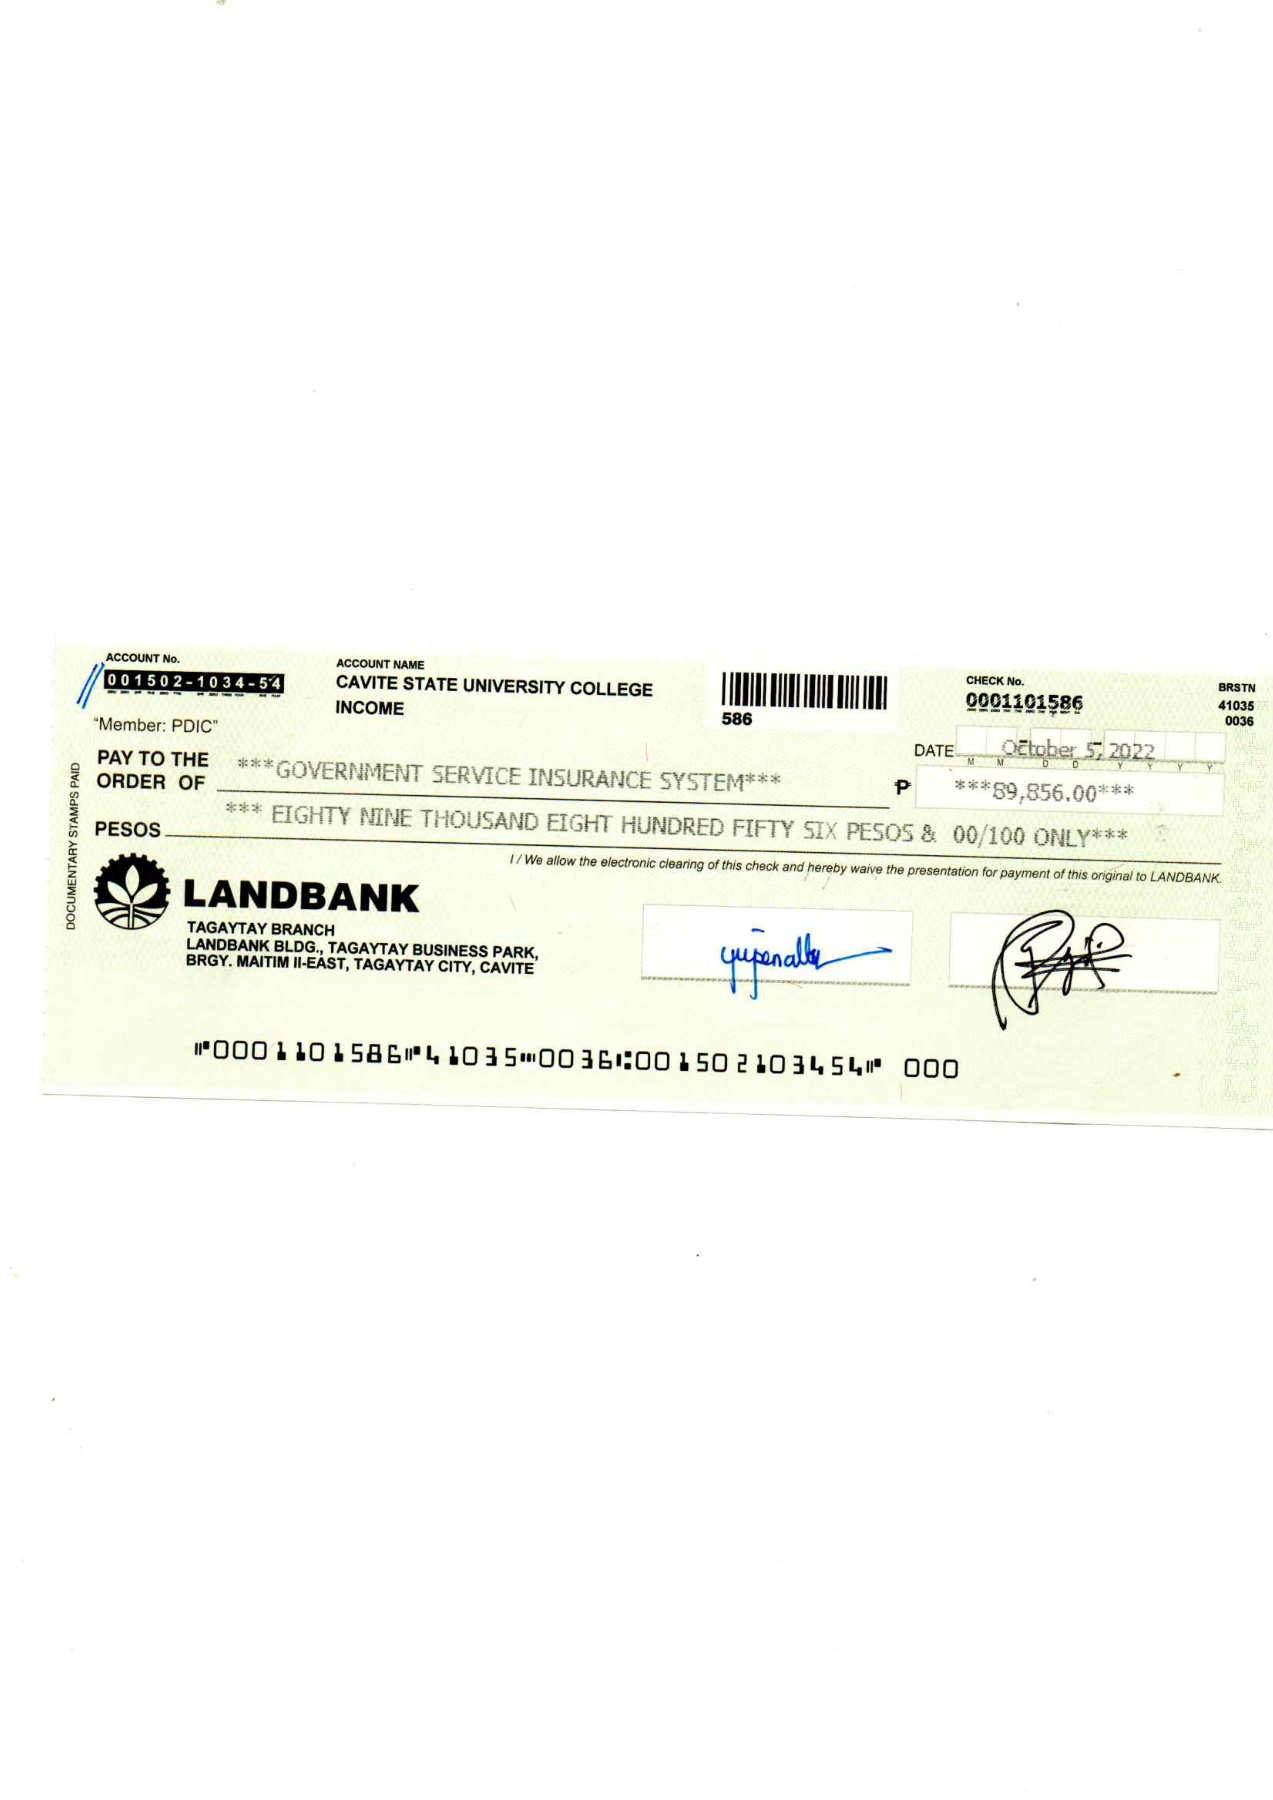 ACCOUNT No.
001502-1034-54
"Member: PDIC"
ACCOUNT NAME
CAVITE STATE UNIVERSITY COLLEGE
INCOME
586
CHECK No.
0001101586
BRSTN
41035
0036
DATE October 5, 2022
M M D D Y Y Y Y
PAY TO THE
ORDER OF ***GOVERNMENT SERVICE INSURANCE SYSTEM***
₱ ***89,856.00***
PESOS *** EIGHTY NINE THOUSAND EIGHT HUNDRED FIFTY SIX PESOS & 00/100 ONLY***
I / We allow the electronic clearing of this check and hereby waive the presentation for payment of this original to LANDBANK.
DOCUMENTARY STAMPS PAID
LANDBANK
TAGAYTAY BRANCH
LANDBANK BLDG., TAGAYTAY BUSINESS PARK,
BRGY. MAITIM II-EAST, TAGAYTAY CITY, CAVITE
⑈0001101586⑈41035⑉0036⑆001502103454⑈ 000